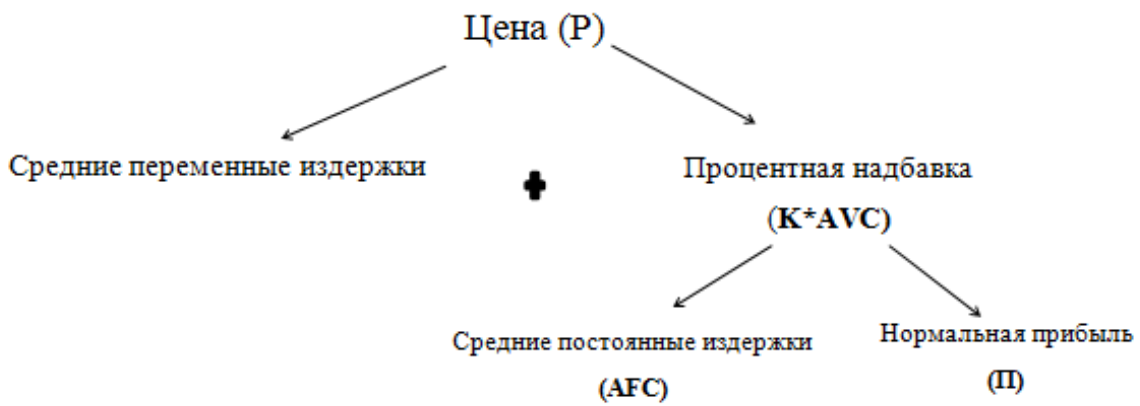 Цена (P)
Средние переменные издержки
Процентная надбавка
(K*AVC)
Средние постоянные издержки
(AFC)
Нормальная прибыль
(П)